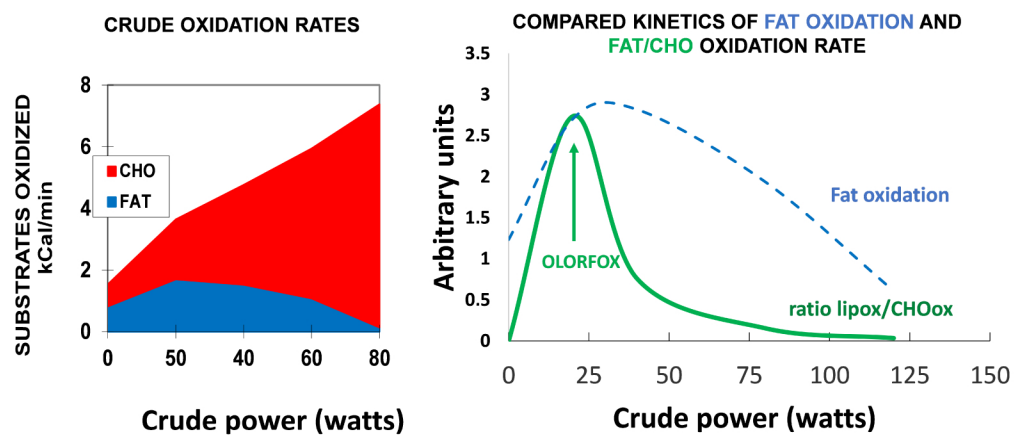 CRUDE OXIDATION RATES
SUBSTRATES OXIDIZED
kCal/min
8
6
4
2
0
CHO
FAT
0 50 40 60 80
Crude power (watts)
COMPARED KINETICS OF FAT OXIDATION AND
FAT/CHO OXIDATION RATE
Arbitrary units
3.5
3
2.5
2
1.5
1
0.5
0
Fat oxidation
OLORFOX
ratio lipox/CHOox
0 25 50 75 100 125 150
Crude power (watts)